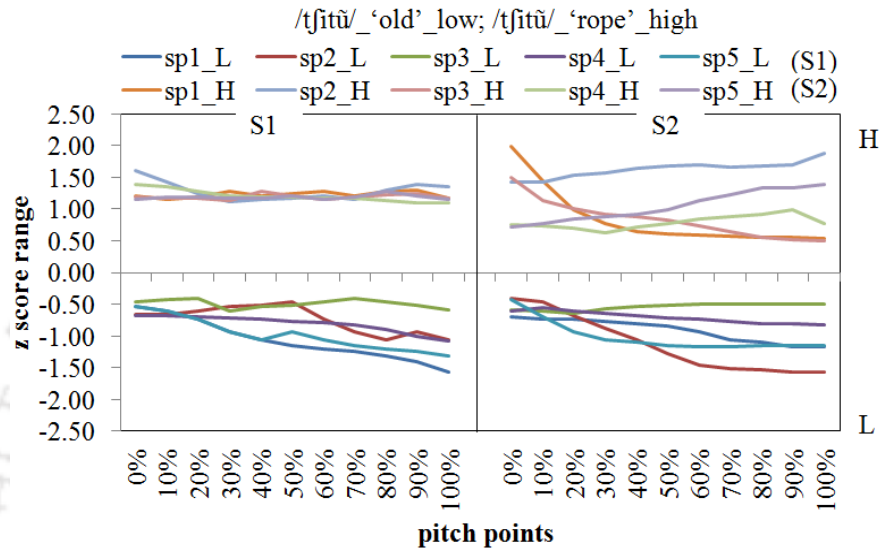 /tʃitũ/_‘old’_low; /tʃitũ/_‘rope’_high
sp1_L sp2_L sp3_L sp4_L sp5_L (S1)
sp1_H sp2_H sp3_H sp4_H sp5_H (S2)
S1 S2 H
2.50
2.00
1.50
1.00
0.50
0.00
-0.50
-1.00
-1.50
-2.00
-2.50
L
z score range
0% 10% 20% 30% 40% 50% 60% 70% 80% 90% 100% 0% 10% 20% 30% 40% 50% 60% 70% 80% 90% 100%
pitch points